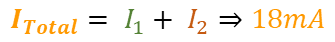 I_Total = I_1 + I_2 ⇒ 18mA